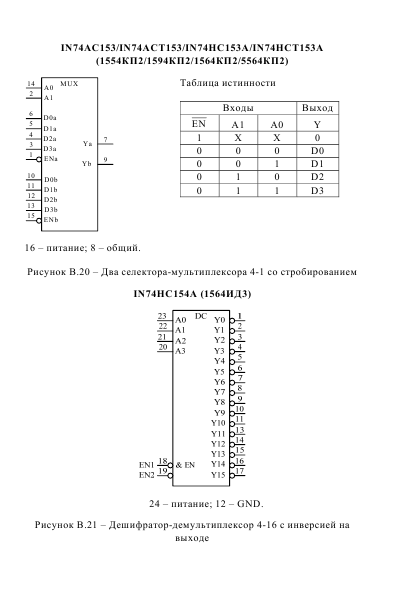 IN74AC153/IN74ACT153/IN74HC153A/IN74HCT153A
(1554КП2/1594КП2/1564КП2/5564КП2)
MUX
14 A0
2 A1
6 D0a
5 D1a
4 D2a
3 D3a
1 ENa
10 D0b
11 D1b
12 D2b
13 D3b
15 ENb
Ya 7
Yb 9
Таблица истинности
Входы Выход
EN A1 A0 Y
1 X X 0
0 0 0 D0
0 0 1 D1
0 1 0 D2
0 1 1 D3
16 – питание; 8 – общий.
Рисунок В.20 – Два селектора-мультиплексора 4-1 со стробированием
IN74HC154A (1564ИД3)
DC
23 A0
22 A1
21 A2
20 A3
EN1 18 & EN
EN2 19
Y0 1
Y1 2
Y2 3
Y3 4
Y4 5
Y5 6
Y6 7
Y7 8
Y8 9
Y9 10
Y10 11
Y11 13
Y12 14
Y13 15
Y14 16
Y15 17
24 – питание; 12 – GND.
Рисунок В.21 – Дешифратор-демультиплексор 4-16 с инверсией на
выходе